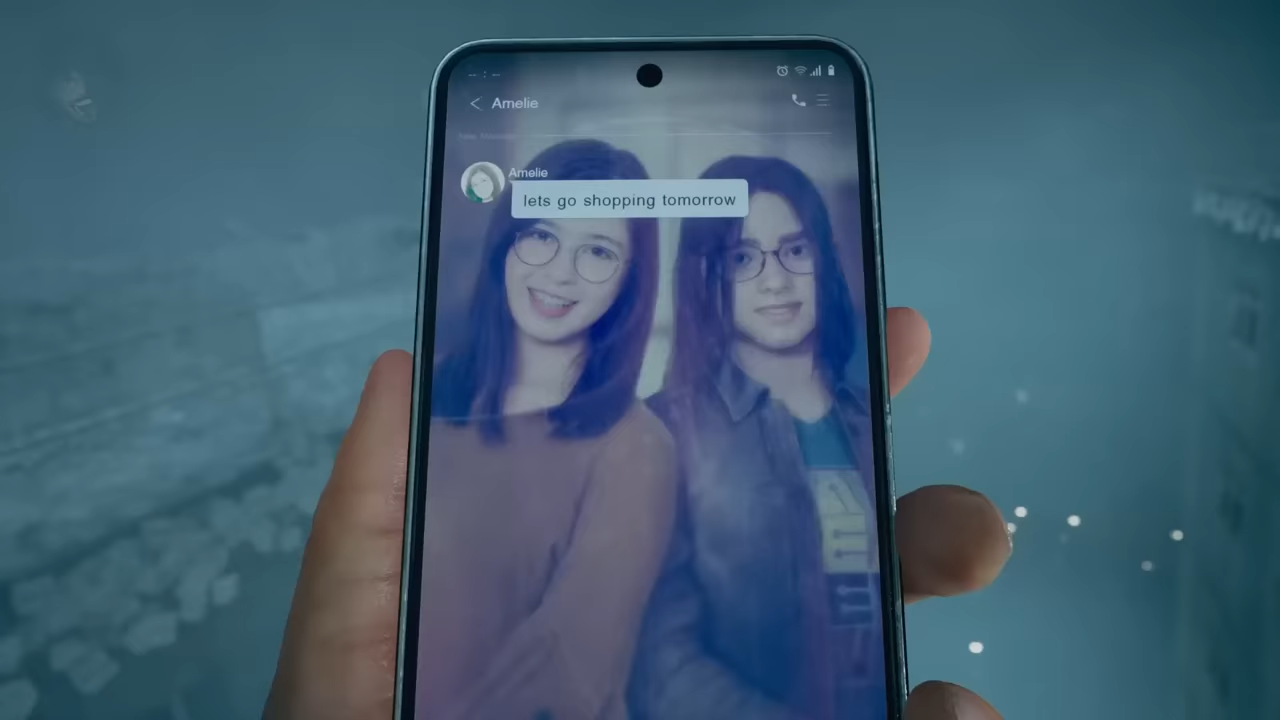 -- : --
Amelie
Amelie
lets go shopping tomorrow